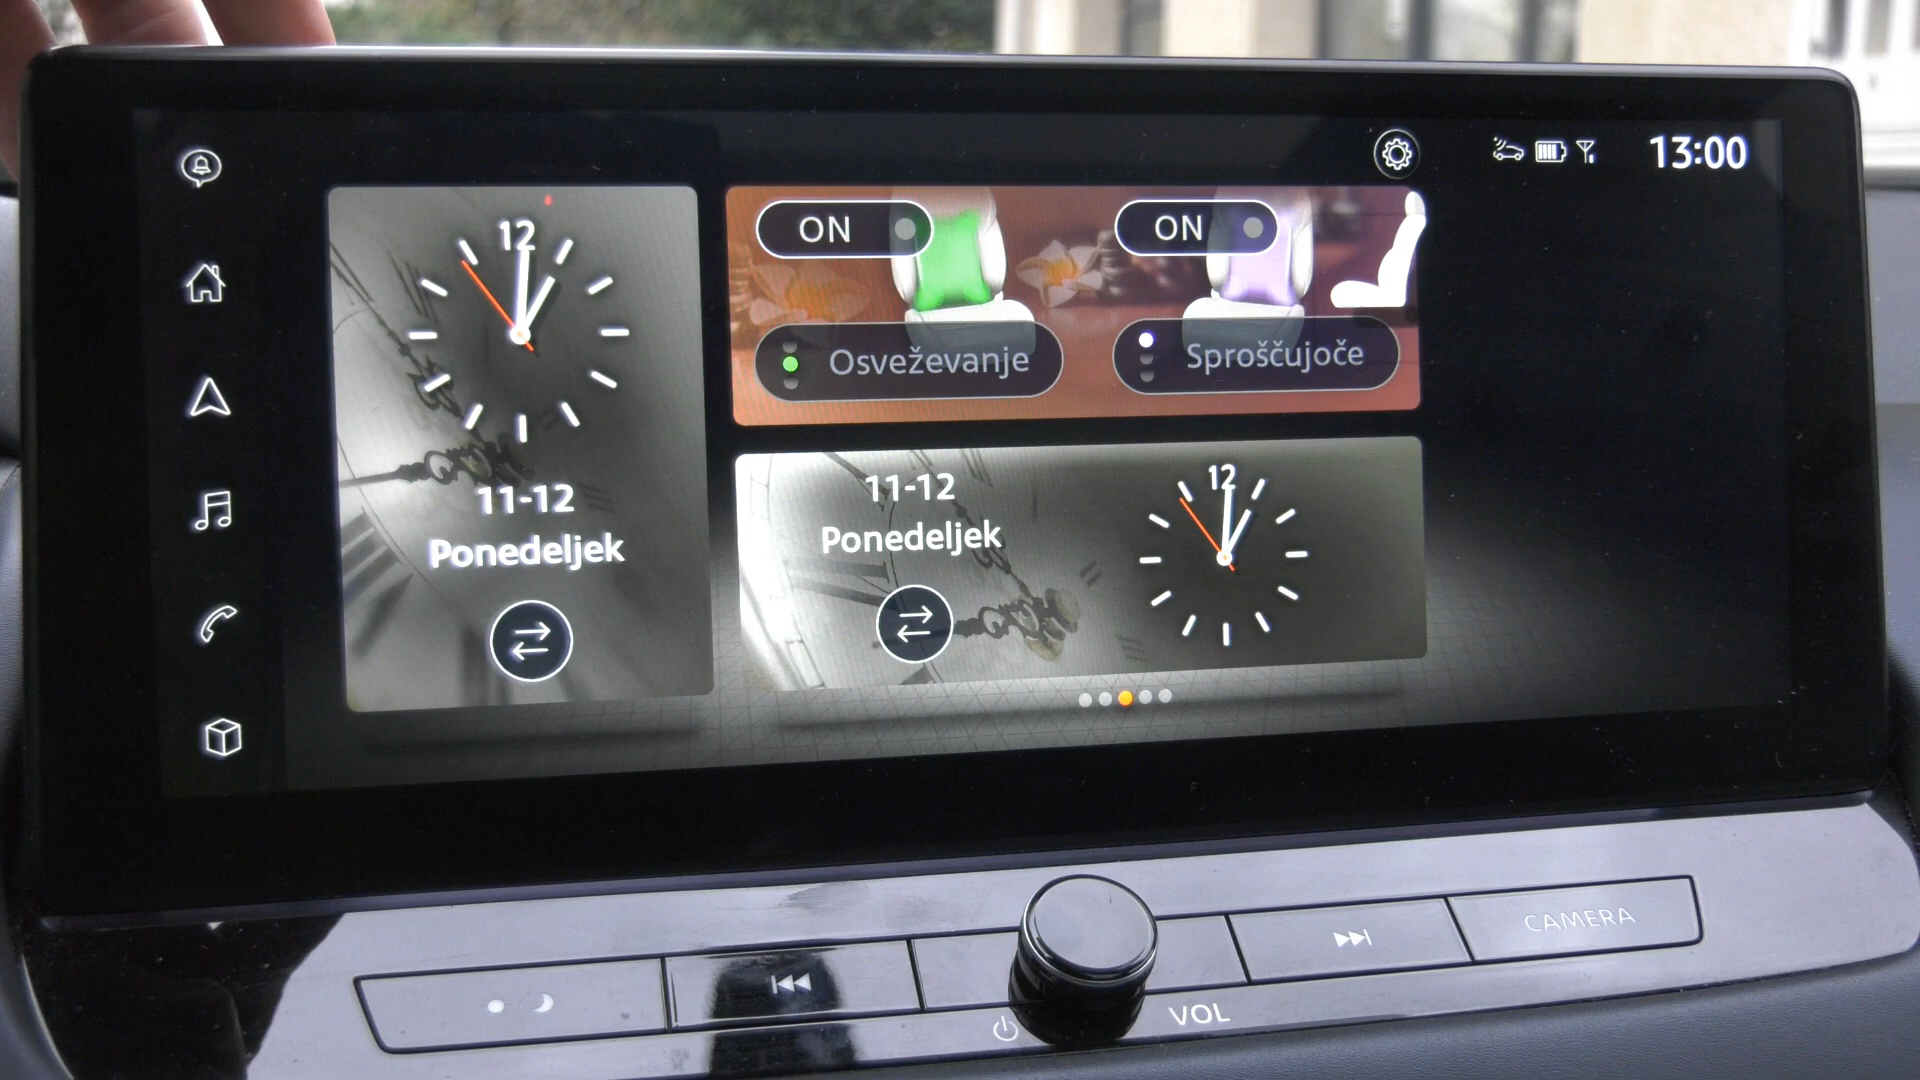 13:00
12
11-12
Ponedeljek
ON
ON
Osveževanje
Sproščujoče
11-12
Ponedeljek
12
CAMERA
VOL